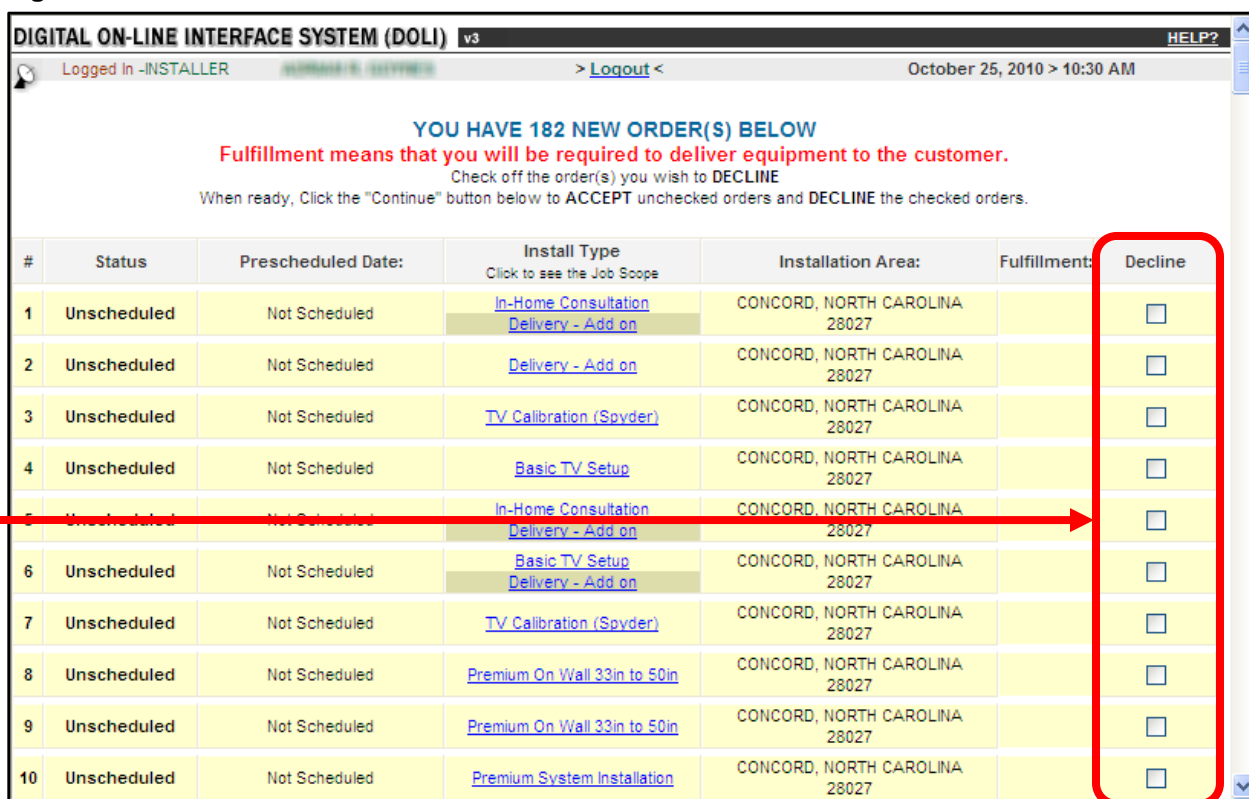 DIGITAL ON-LINE INTERFACE SYSTEM (DOLI) v3 HELP?
Logged In -INSTALLER > Logout < October 25, 2010 > 10:30 AM
YOU HAVE 182 NEW ORDER(S) BELOW
Fulfillment means that you will be required to deliver equipment to the customer.
Check off the order(s) you wish to DECLINE
When ready, Click the "Continue" button below to ACCEPT unchecked orders and DECLINE the checked orders.
# Status Prescheduled Date: Install Type Installation Area: Fulfillment: Decline
Click to see the Job Scope
1 Unscheduled Not Scheduled In-Home Consultation CONCORD, NORTH CAROLINA
Delivery - Add on 28027
2 Unscheduled Not Scheduled Delivery - Add on CONCORD, NORTH CAROLINA
28027
3 Unscheduled Not Scheduled TV Calibration (Spyder) CONCORD, NORTH CAROLINA
28027
4 Unscheduled Not Scheduled Basic TV Setup CONCORD, NORTH CAROLINA
28027
5 Unscheduled Not Scheduled In-Home Consultation CONCORD, NORTH CAROLINA
Delivery - Add on 28027
6 Unscheduled Not Scheduled Basic TV Setup CONCORD, NORTH CAROLINA
Delivery - Add on 28027
7 Unscheduled Not Scheduled TV Calibration (Spyder) CONCORD, NORTH CAROLINA
28027
8 Unscheduled Not Scheduled Premium On Wall 33in to 50in CONCORD, NORTH CAROLINA
28027
9 Unscheduled Not Scheduled Premium On Wall 33in to 50in CONCORD, NORTH CAROLINA
28027
10 Unscheduled Not Scheduled Premium System Installation CONCORD, NORTH CAROLINA
28027